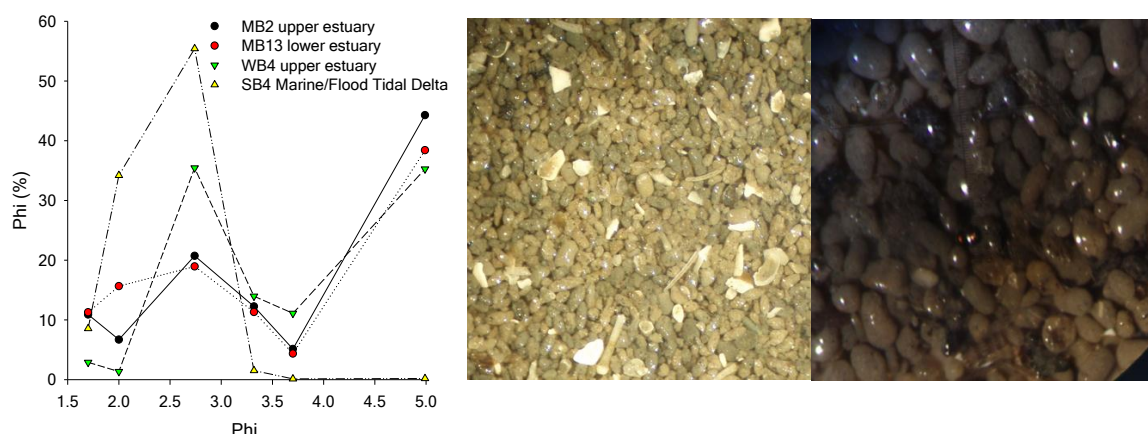 60
50
40
30
20
10
0
Phi (%)
MB2 upper estuary
MB13 lower estuary
WB4 upper estuary
SB4 Marine/Flood Tidal Delta
1.5 2.0 2.5 3.0 3.5 4.0 4.5 5.0
Phi